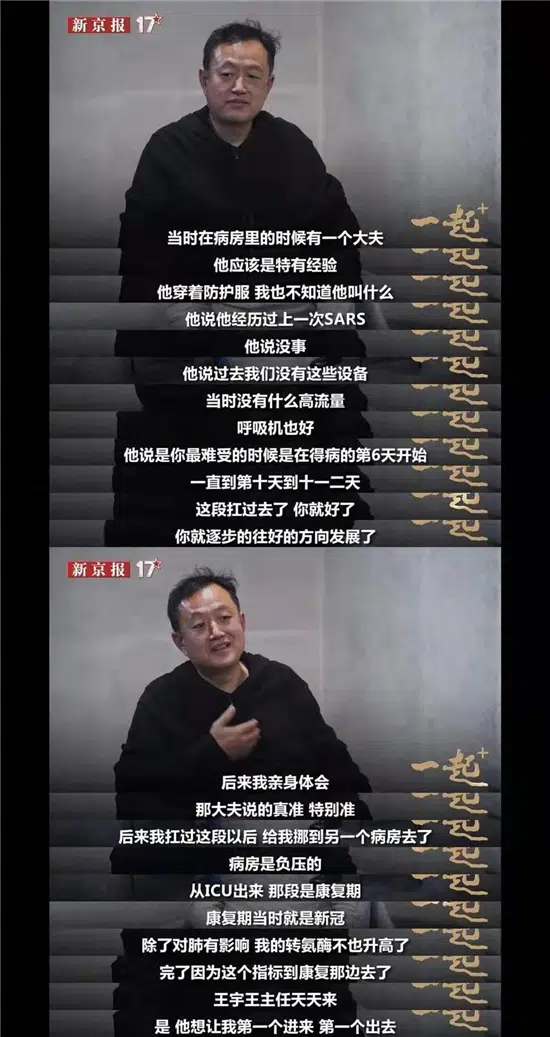 新京报 17
当时在病房里的时候有一个大夫
一起+
他应该是特有经验
他穿着防护服 我也不知道他叫什么
他说他经历过上一次SARS
他说没事
他说过去我们没有这些设备
当时没有什么高流量
呼吸机也好
他说是你最难受的时候是在得病的第6天开始
一直到第十天到十一二天
这段扛过去了 你就好了
你就逐步的往好的方向发展了
新京报 17
一起+
后来我亲身体会
那大夫说的真准 特别准
后来我扛过这段以后 给我挪到另一个病房去了
病房是负压的
从ICU出来 那段是康复期
康复期当时就是新冠
除了对肺有影响 我的转氨酶不也升高了
完了因为这个指标到康复那边去了
王宇王主任天天来
是 他想让我第一个进来 第一个出去